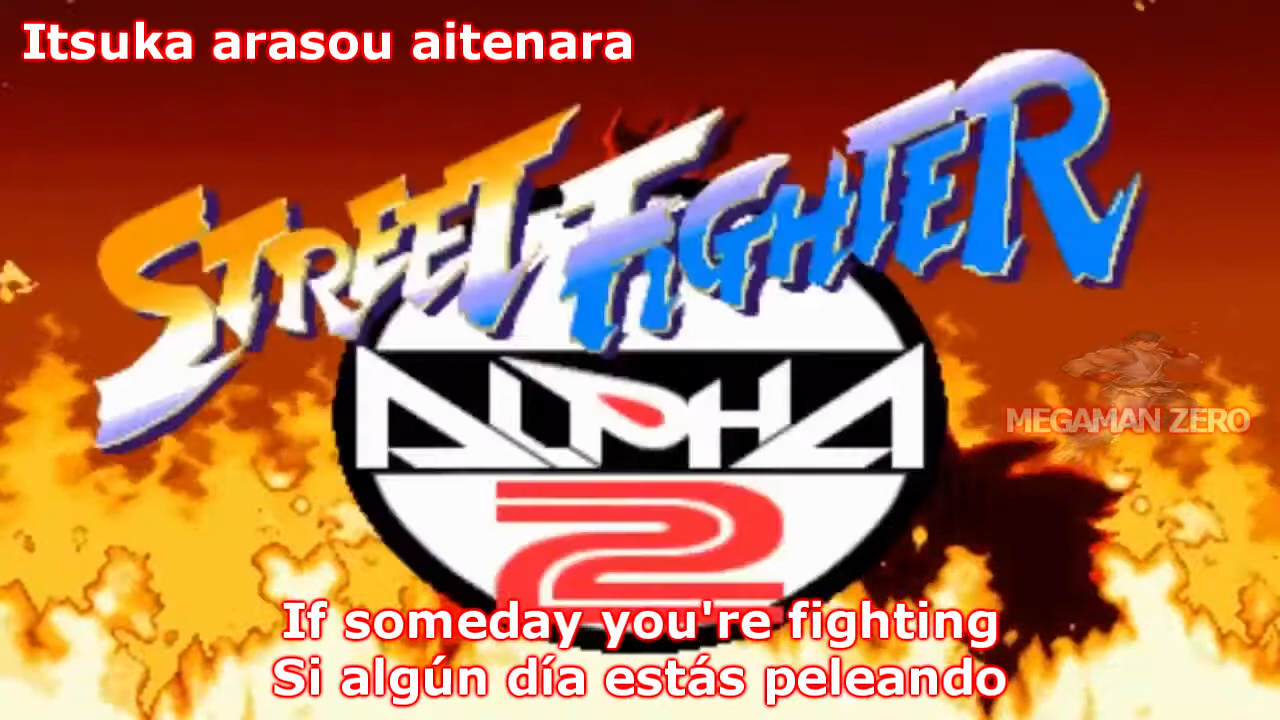 Itsuka arasou aitenara
STREET FIGHTER
ALPHA
2
MEGAMAN ZERO
If someday you're fighting
Si algún día estás peleando